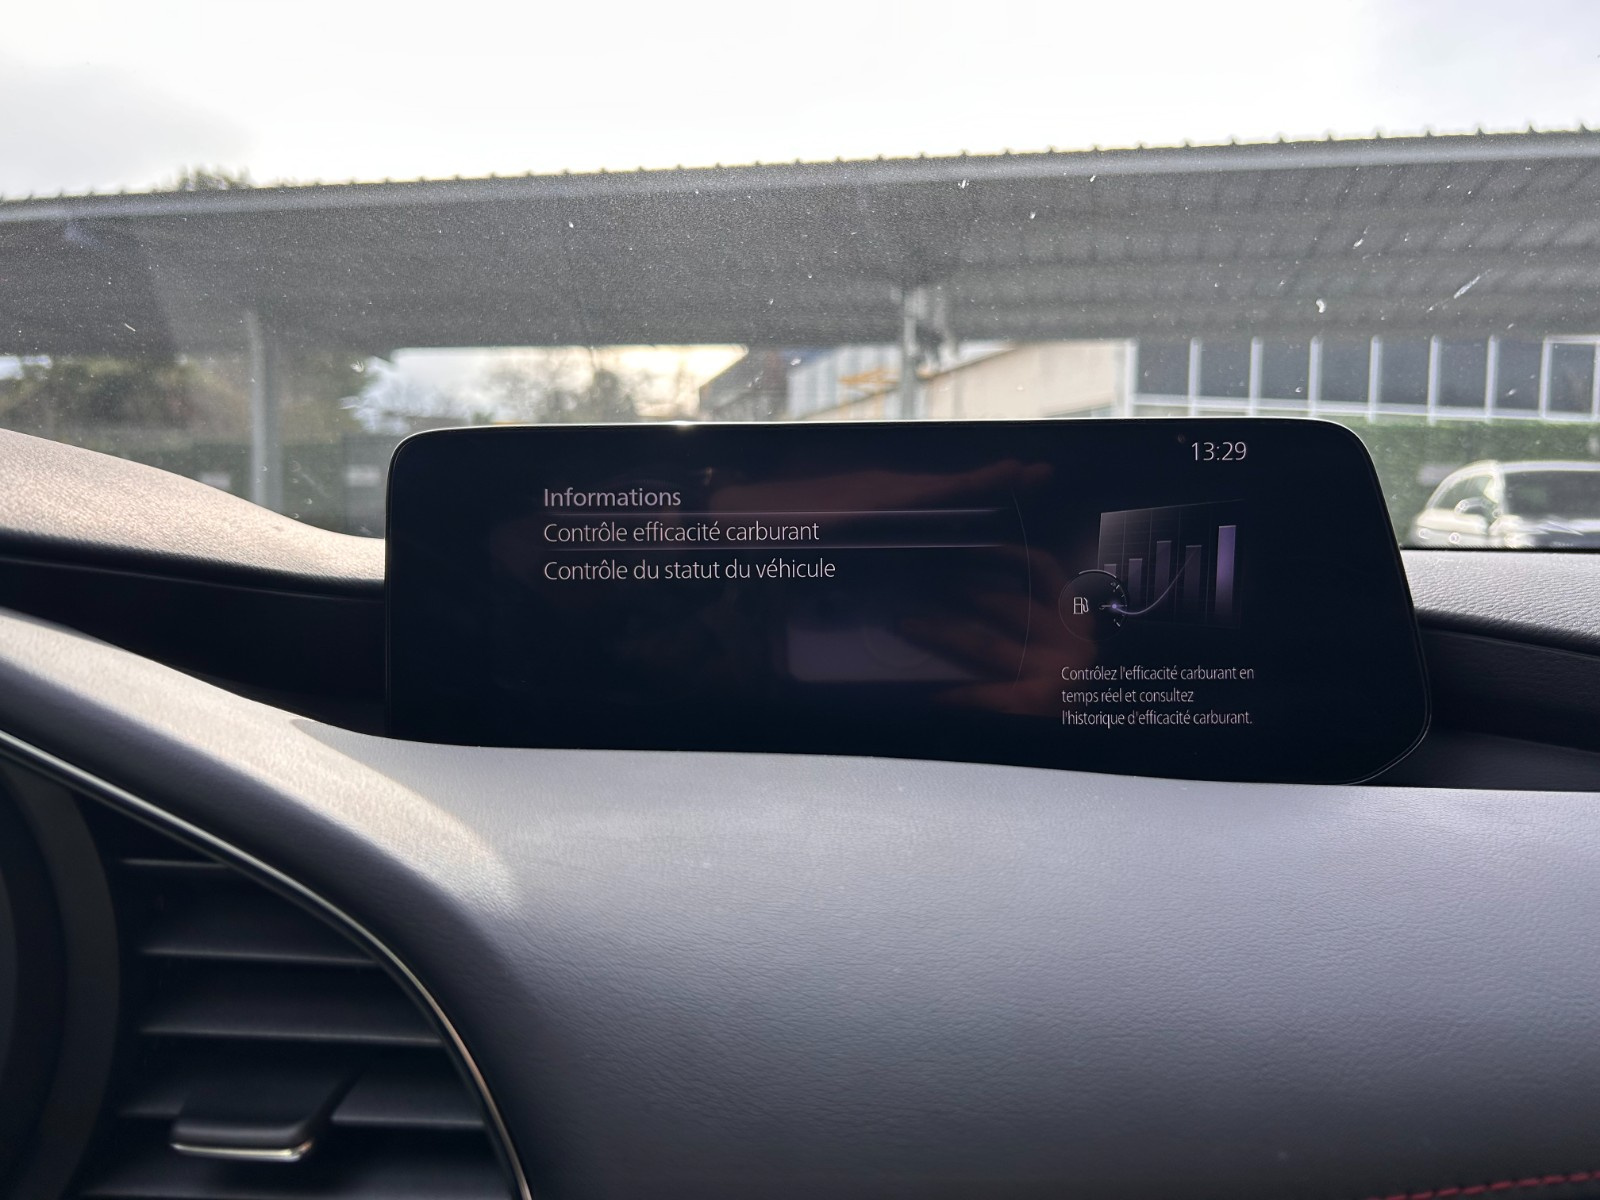 13:29
Informations
Contrôle efficacité carburant
Contrôle du statut du véhicule
Contrôlez l'efficacité carburant en
temps réel et consultez
l'historique d'efficacité carburant.